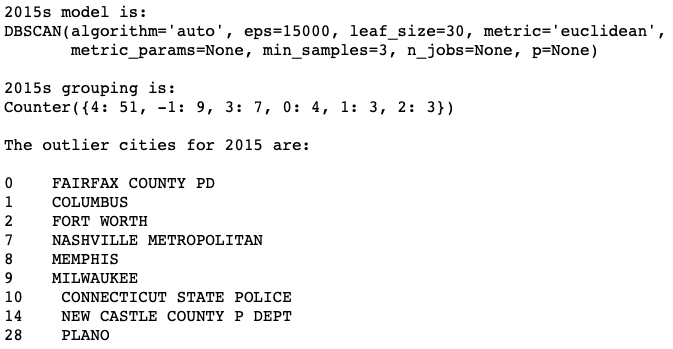 2015s model is:
DBSCAN(algorithm='auto', eps=15000, leaf_size=30, metric='euclidean',
metric_params=None, min_samples=3, n_jobs=None, p=None)
2015s grouping is:
Counter({4: 51, -1: 9, 3: 7, 0: 4, 1: 3, 2: 3})
The outlier cities for 2015 are:
0 FAIRFAX COUNTY PD
1 COLUMBUS
2 FORT WORTH
7 NASHVILLE METROPOLITAN
8 MEMPHIS
9 MILWAUKEE
10 CONNECTICUT STATE POLICE
14 NEW CASTLE COUNTY P DEPT
28 PLANO